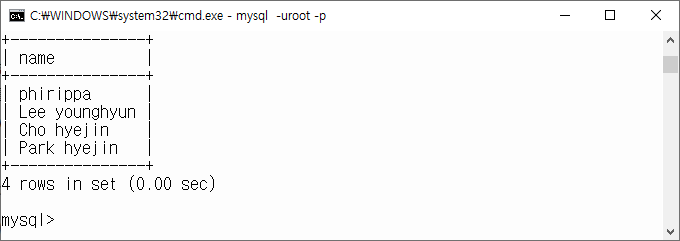 C:₩WINDOWS₩system32₩cmd.exe - mysql  -uroot -p
+---------------+
| name          |
+---------------+
| phirippa      |
| Lee younghyun |
| Cho hyejin    |
| Park hyejin   |
+---------------+
4 rows in set (0.00 sec)
mysql>